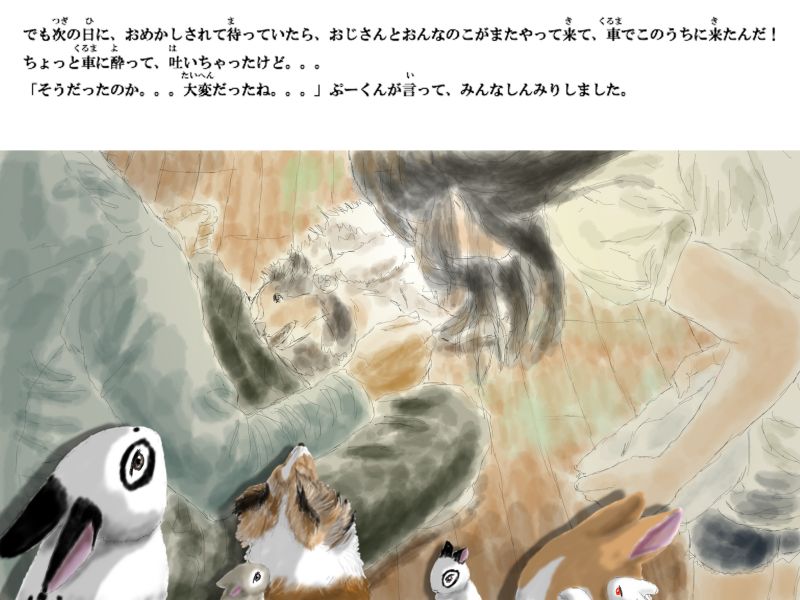 でも次の日に、おめかしされて待っていたら、おじさんとおんなのこがまたやって来て、車でこのうちに来たんだ！
ちょっと車に酔って、吐いちゃったけど。。。
「そうだったのか。。。大変だったね。。。」ぷーくんが言って、みんなしんみりしました。